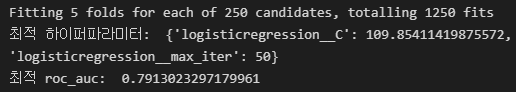 Fitting 5 folds for each of 250 candidates, totalling 1250 fits
최적 하이퍼파라미터:  {'logisticregression__C': 109.85411419875572,
'logisticregression__max_iter': 50}
최적 roc_auc:  0.7913023297179961